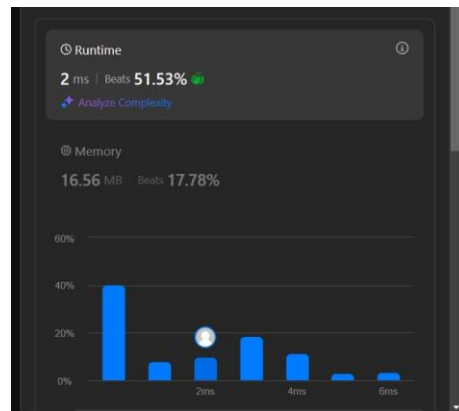 Runtime
2 ms | Beats 51.53%
Analyze Complexity
Memory
16.56 MB | Beats 17.78%
60%
40%
20%
0%
2ms 4ms 6ms